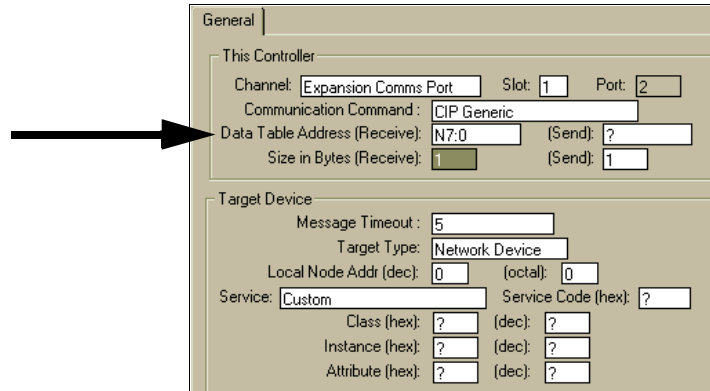 General
This Controller
Channel: Expansion Comms Port Slot: 1 Port: 2
Communication Command : CIP Generic
Data Table Address (Receive): N7:0 (Send): ?
Size in Bytes (Receive): 1 (Send): 1
Target Device
Message Timeout : 5
Target Type: Network Device
Local Node Addr (dec): 0 (octal): 0
Service: Custom Service Code (hex): ?
Class (hex): ? (dec): ?
Instance (hex): ? (dec): ?
Attribute (hex): ? (dec): ?